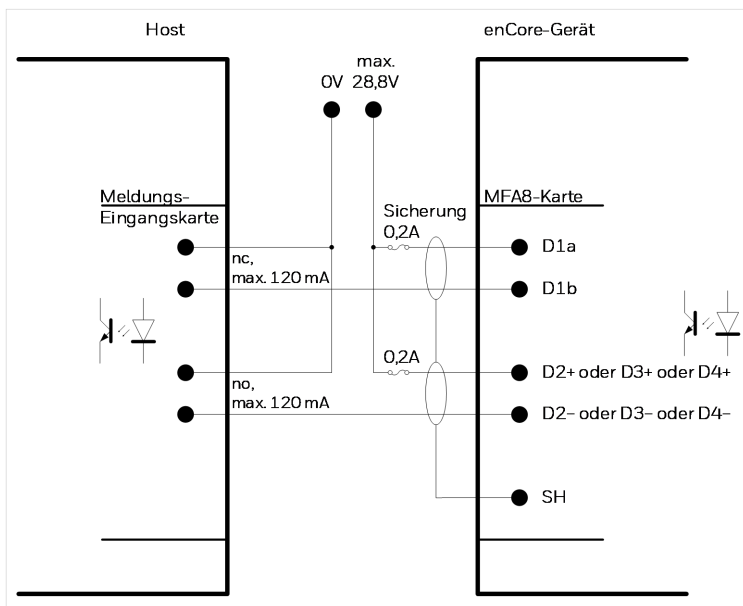 Host
enCore-Gerät
max.
0V 28,8V
Meldungs-
Eingangskarte
Sicherung
0,2A
MFA8-Karte
D1a
nc,
max. 120 mA
D1b
0,2A
D2+ oder D3+ oder D4+
no,
max. 120 mA
D2– oder D3– oder D4–
SH